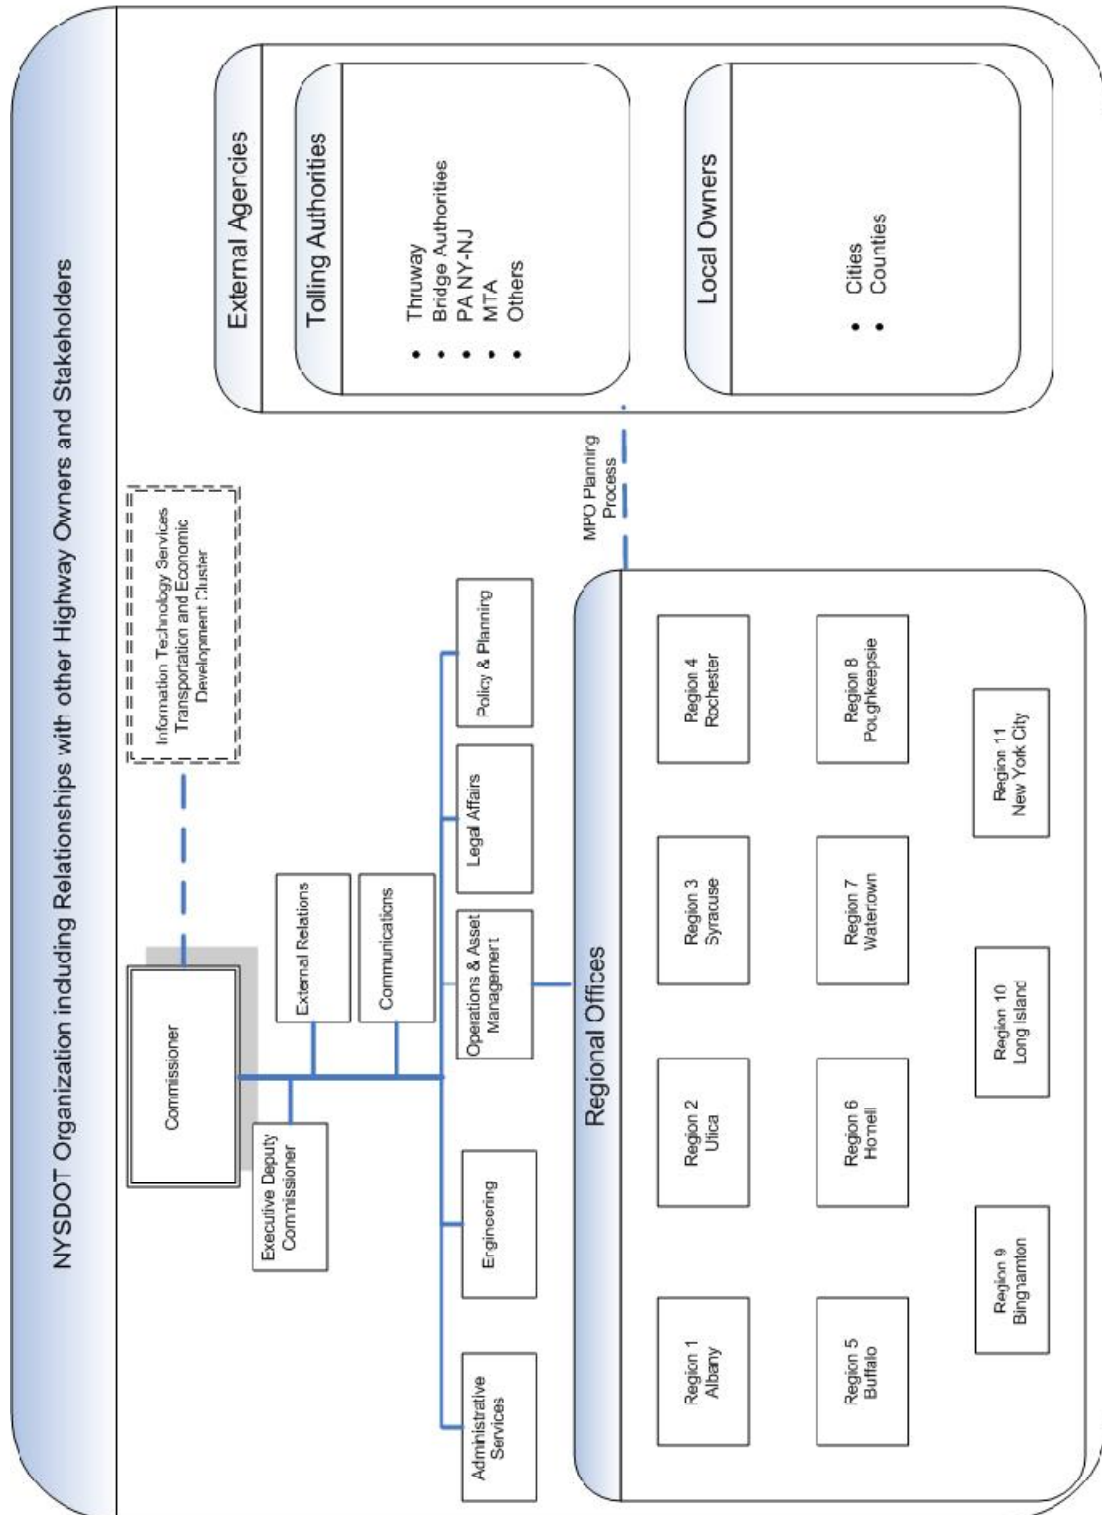 NYSDOT Organization including Relationships with other Highway Owners and Stakeholders
Commissioner
Information Technology Services
Transportation and Economic
Development Cluster
Executive Deputy
Commissioner
External Relations
Communications
Administrative
Services
Engineering
Operations & Asset
Management
Legal Affairs
Policy & Planning
Regional Offices
Region 1
Albany
Region 2
Utica
Region 3
Syracuse
Region 4
Rochester
Region 5
Buffalo
Region 6
Hornell
Region 7
Watertown
Region 8
Poughkeepsie
Region 9
Binghamton
Region 10
Long Island
Region 11
New York City
MPO Planning
Process
External Agencies
Tolling Authorities
• Thruway
• Bridge Authorities
• PA NY-NJ
• MTA
• Others
Local Owners
• Cities
• Counties